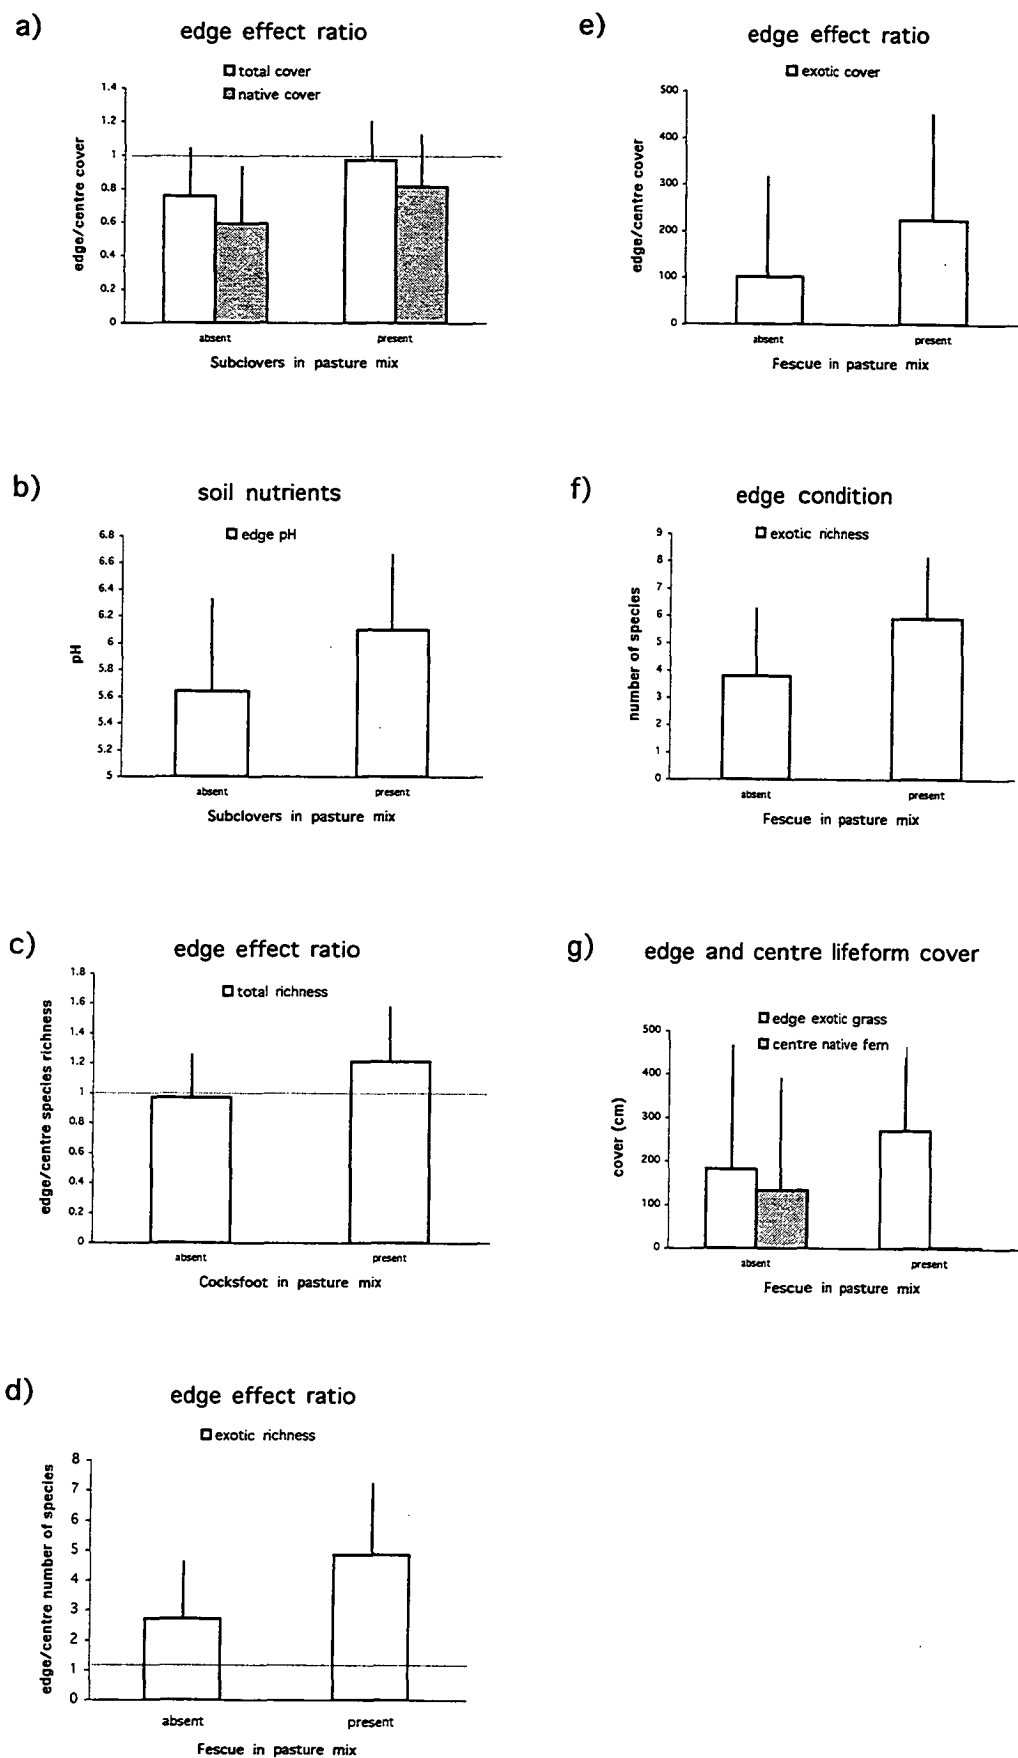 a)
edge effect ratio
total cover
native cover
1.4
1.2
1
0.8
0.6
0.4
0.2
0
edge/centre cover
absent present
Subclovers in pasture mix
b)
soil nutrients
edge pH
6.8
6.6
6.4
6.2
6
5.8
5.6
5.4
5.2
5
pH
absent present
Subclovers in pasture mix
c)
edge effect ratio
total richness
1.8
1.6
1.4
1.2
1
0.8
0.6
0.4
0.2
0
edge/centre species richness
absent present
Cocksfoot in pasture mix
d)
edge effect ratio
exotic richness
8
7
6
5
4
3
2
1
0
edge/centre number of species
absent present
Fescue in pasture mix
e)
edge effect ratio
exotic cover
500
400
300
200
100
0
edge/centre cover
absent present
Fescue in pasture mix
f)
edge condition
exotic richness
9
8
7
6
5
4
3
2
1
0
number of species
absent present
Fescue in pasture mix
g)
edge and centre lifeform cover
edge exotic grass
centre native fern
500
400
300
200
100
0
cover (cm)
absent present
Fescue in pasture mix